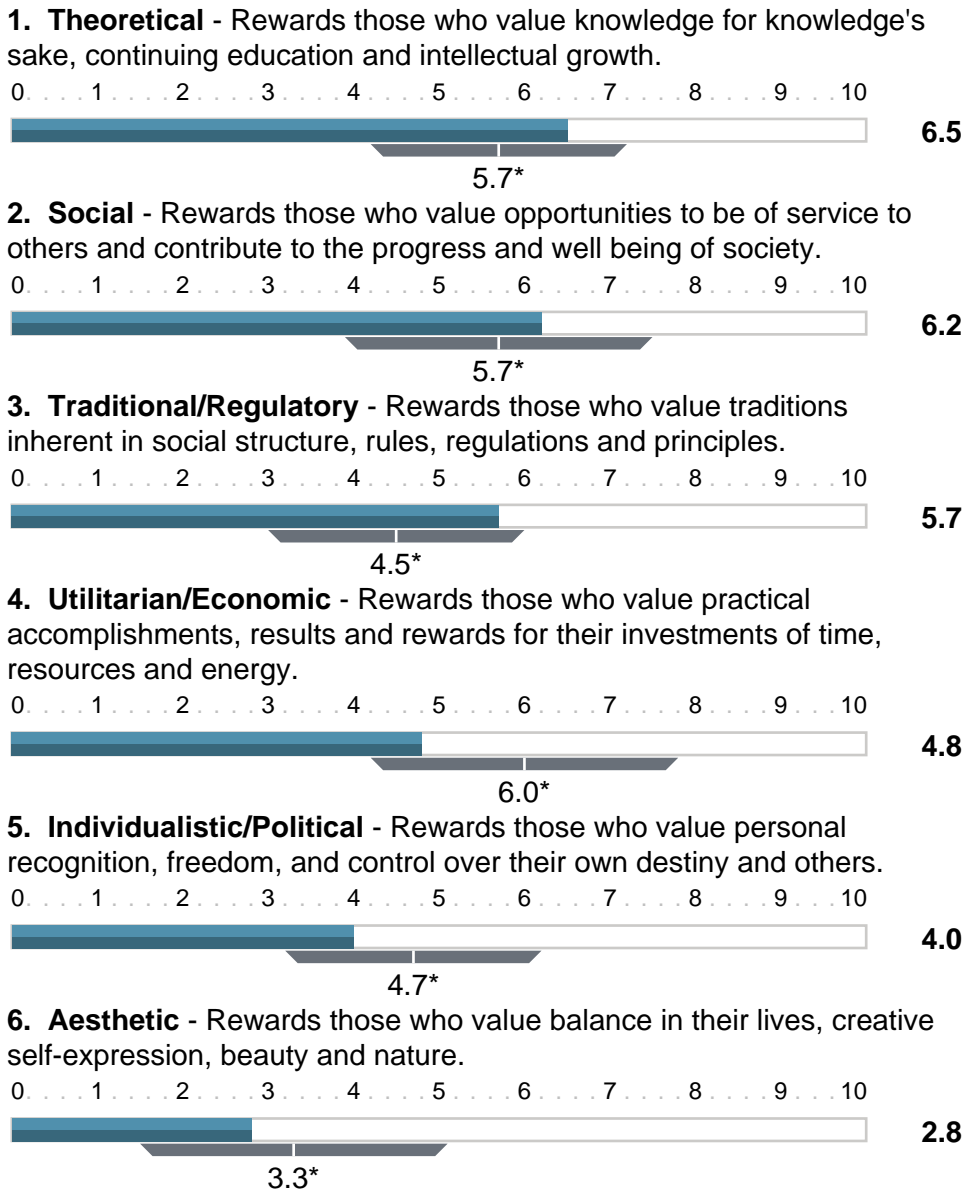 1. Theoretical - Rewards those who value knowledge for knowledge's
sake, continuing education and intellectual growth.
0. . . . 1 . . . . 2 . . . . 3 . . . . 4 . . . . 5 . . . . 6 . . . . 7 . . . . 8 . . . . 9 . . . 10
6.5
5.7*
2. Social - Rewards those who value opportunities to be of service to
others and contribute to the progress and well being of society.
0. . . . 1 . . . . 2 . . . . 3 . . . . 4 . . . . 5 . . . . 6 . . . . 7 . . . . 8 . . . . 9 . . . 10
6.2
5.7*
3. Traditional/Regulatory - Rewards those who value traditions
inherent in social structure, rules, regulations and principles.
0. . . . 1 . . . . 2 . . . . 3 . . . . 4 . . . . 5 . . . . 6 . . . . 7 . . . . 8 . . . . 9 . . . 10
5.7
4.5*
4. Utilitarian/Economic - Rewards those who value practical
accomplishments, results and rewards for their investments of time,
resources and energy.
0. . . . 1 . . . . 2 . . . . 3 . . . . 4 . . . . 5 . . . . 6 . . . . 7 . . . . 8 . . . . 9 . . . 10
4.8
6.0*
5. Individualistic/Political - Rewards those who value personal
recognition, freedom, and control over their own destiny and others.
0. . . . 1 . . . . 2 . . . . 3 . . . . 4 . . . . 5 . . . . 6 . . . . 7 . . . . 8 . . . . 9 . . . 10
4.0
4.7*
6. Aesthetic - Rewards those who value balance in their lives, creative
self-expression, beauty and nature.
0. . . . 1 . . . . 2 . . . . 3 . . . . 4 . . . . 5 . . . . 6 . . . . 7 . . . . 8 . . . . 9 . . . 10
2.8
3.3*